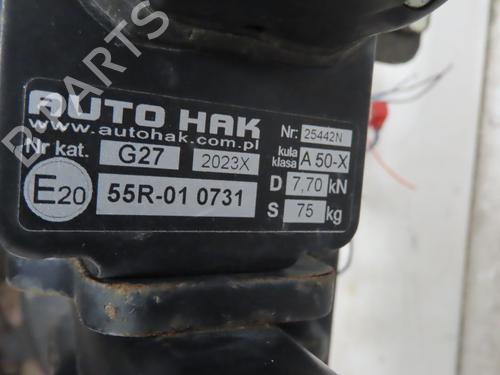 AUTO HAK
www.autohak.com.pl
Nr: 25442N
Nr kat. G27 2023X
kula klasa A 50-X
E20 55R-01 0731
D 7,70 kN
S 75 kg
B PARTS